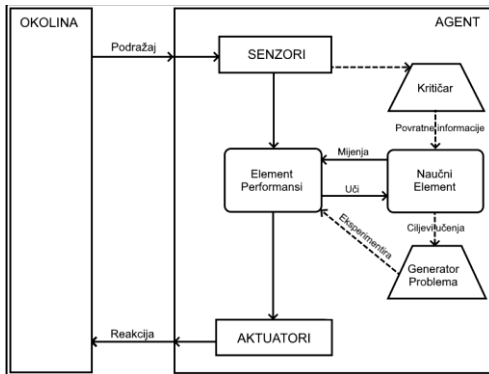 OKOLINA
AGENT
Podražaj
SENZORI
Kritičar
Povratne informacije
Mijenja
Element
Performansi
Naučni
Element
Uči
Ciljevi učenja
Eksperimentira
Generator
Problema
Reakcija
AKTUATORI